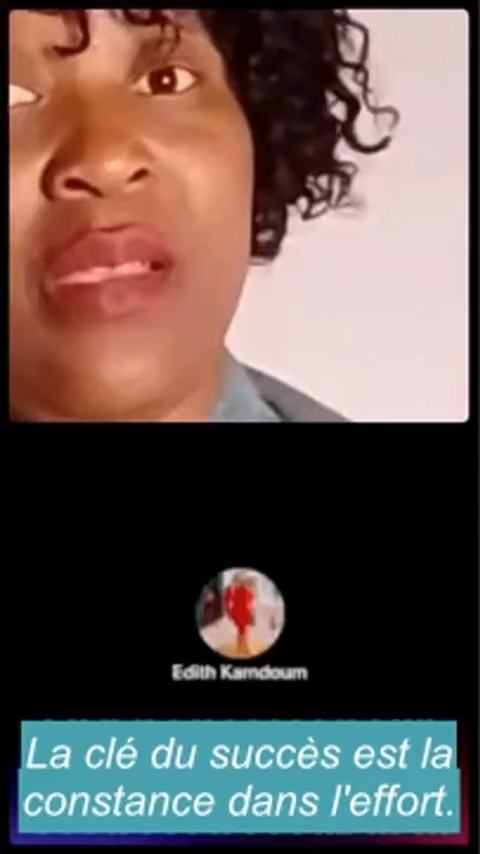 Edith Kamdoum
La clé du succès est la
constance dans l'effort.